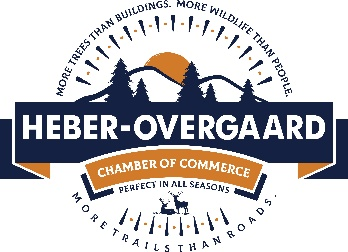 MORE TREES THAN BUILDINGS. MORE WILDLIFE THAN PEOPLE.
HEBER-OVERGAARD
CHAMBER OF COMMERCE
PERFECT IN ALL SEASONS
MORE TRAILS THAN ROADS.